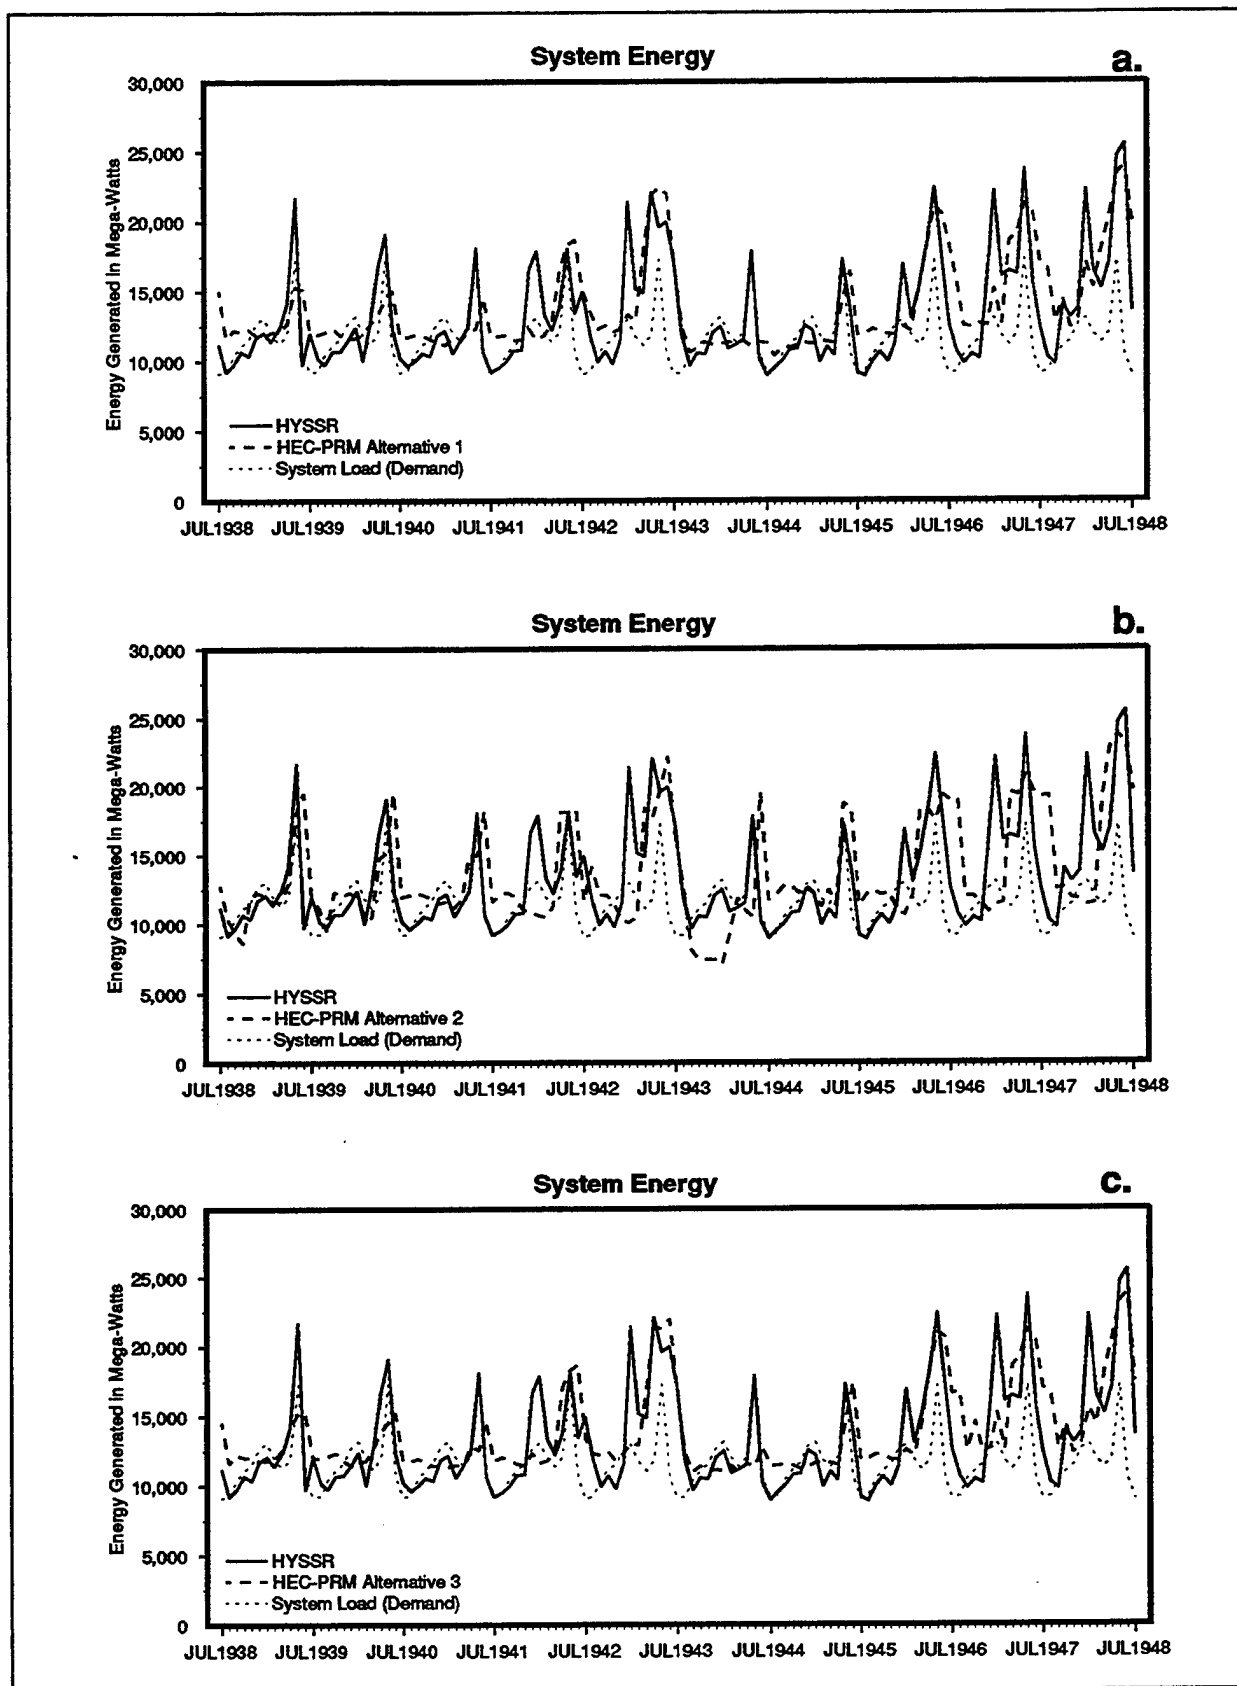 System Energy
a.
Energy Generated in Mega-Watts
30,000
25,000
20,000
15,000
10,000
5,000
0
HYSSR
HEC-PRM Alternative 1
System Load (Demand)
JUL1938 JUL1939 JUL1940 JUL1941 JUL1942 JUL1943 JUL1944 JUL1945 JUL1946 JUL1947 JUL1948
System Energy
b.
Energy Generated in Mega-Watts
30,000
25,000
20,000
15,000
10,000
5,000
0
HYSSR
HEC-PRM Alternative 2
System Load (Demand)
JUL1938 JUL1939 JUL1940 JUL1941 JUL1942 JUL1943 JUL1944 JUL1945 JUL1946 JUL1947 JUL1948
System Energy
c.
Energy Generated in Mega-Watts
30,000
25,000
20,000
15,000
10,000
5,000
0
HYSSR
HEC-PRM Alternative 3
System Load (Demand)
JUL1938 JUL1939 JUL1940 JUL1941 JUL1942 JUL1943 JUL1944 JUL1945 JUL1946 JUL1947 JUL1948